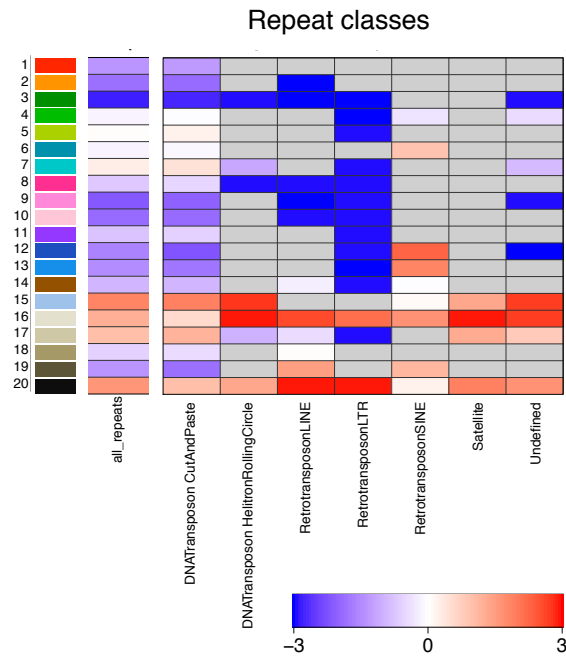 Repeat classes
1
2
3
4
5
6
7
8
9
10
11
12
13
14
15
16
17
18
19
20
all_repeats
DNATransposon CutAndPaste
DNATransposon HelitronRollingCircle
RetrotransposonLINE
RetrotransposonLTR
RetrotransposonSINE
Satellite
Undefined
−3 0 3